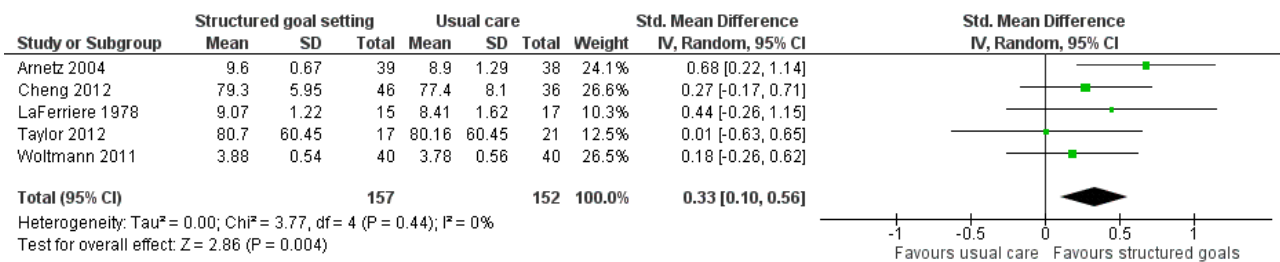 Structured goal setting Usual care Std. Mean Difference Std. Mean Difference
Study or Subgroup Mean SD Total Mean SD Total Weight IV, Random, 95% CI IV, Random, 95% CI
Arnetz 2004 9.6 0.67 39 8.9 1.29 38 24.1% 0.68 [0.22, 1.14]
Cheng 2012 79.3 5.95 46 77.4 8.1 36 26.6% 0.27 [-0.17, 0.71]
LaFerriere 1978 9.07 1.22 15 8.41 1.62 17 10.3% 0.44 [-0.26, 1.15]
Taylor 2012 80.7 60.45 17 80.16 60.45 21 12.5% 0.01 [-0.63, 0.65]
Woltmann 2011 3.88 0.54 40 3.78 0.56 40 26.5% 0.18 [-0.26, 0.62]
Total (95% CI) 157 152 100.0% 0.33 [0.10, 0.56]
Heterogeneity: Tau² = 0.00; Chi² = 3.77, df = 4 (P = 0.44); I² = 0%
Test for overall effect: Z = 2.86 (P = 0.004)
-1 -0.5 0 0.5 1
Favours usual care Favours structured goals